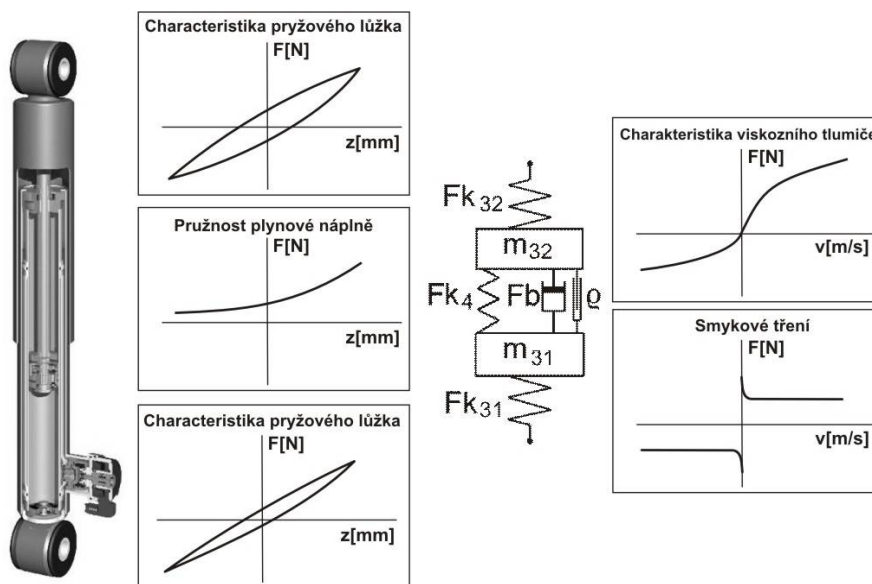 Characteristika pryžového lůžka
F[N]
z[mm]
Pružnost plynové náplně
F[N]
z[mm]
Characteristika pryžového lůžka
F[N]
z[mm]
Fk32
m32
Fk4
Fb
ϱ
m31
Fk31
Charakteristika viskozního tlumiče
F[N]
v[m/s]
Smykové tření
F[N]
v[m/s]